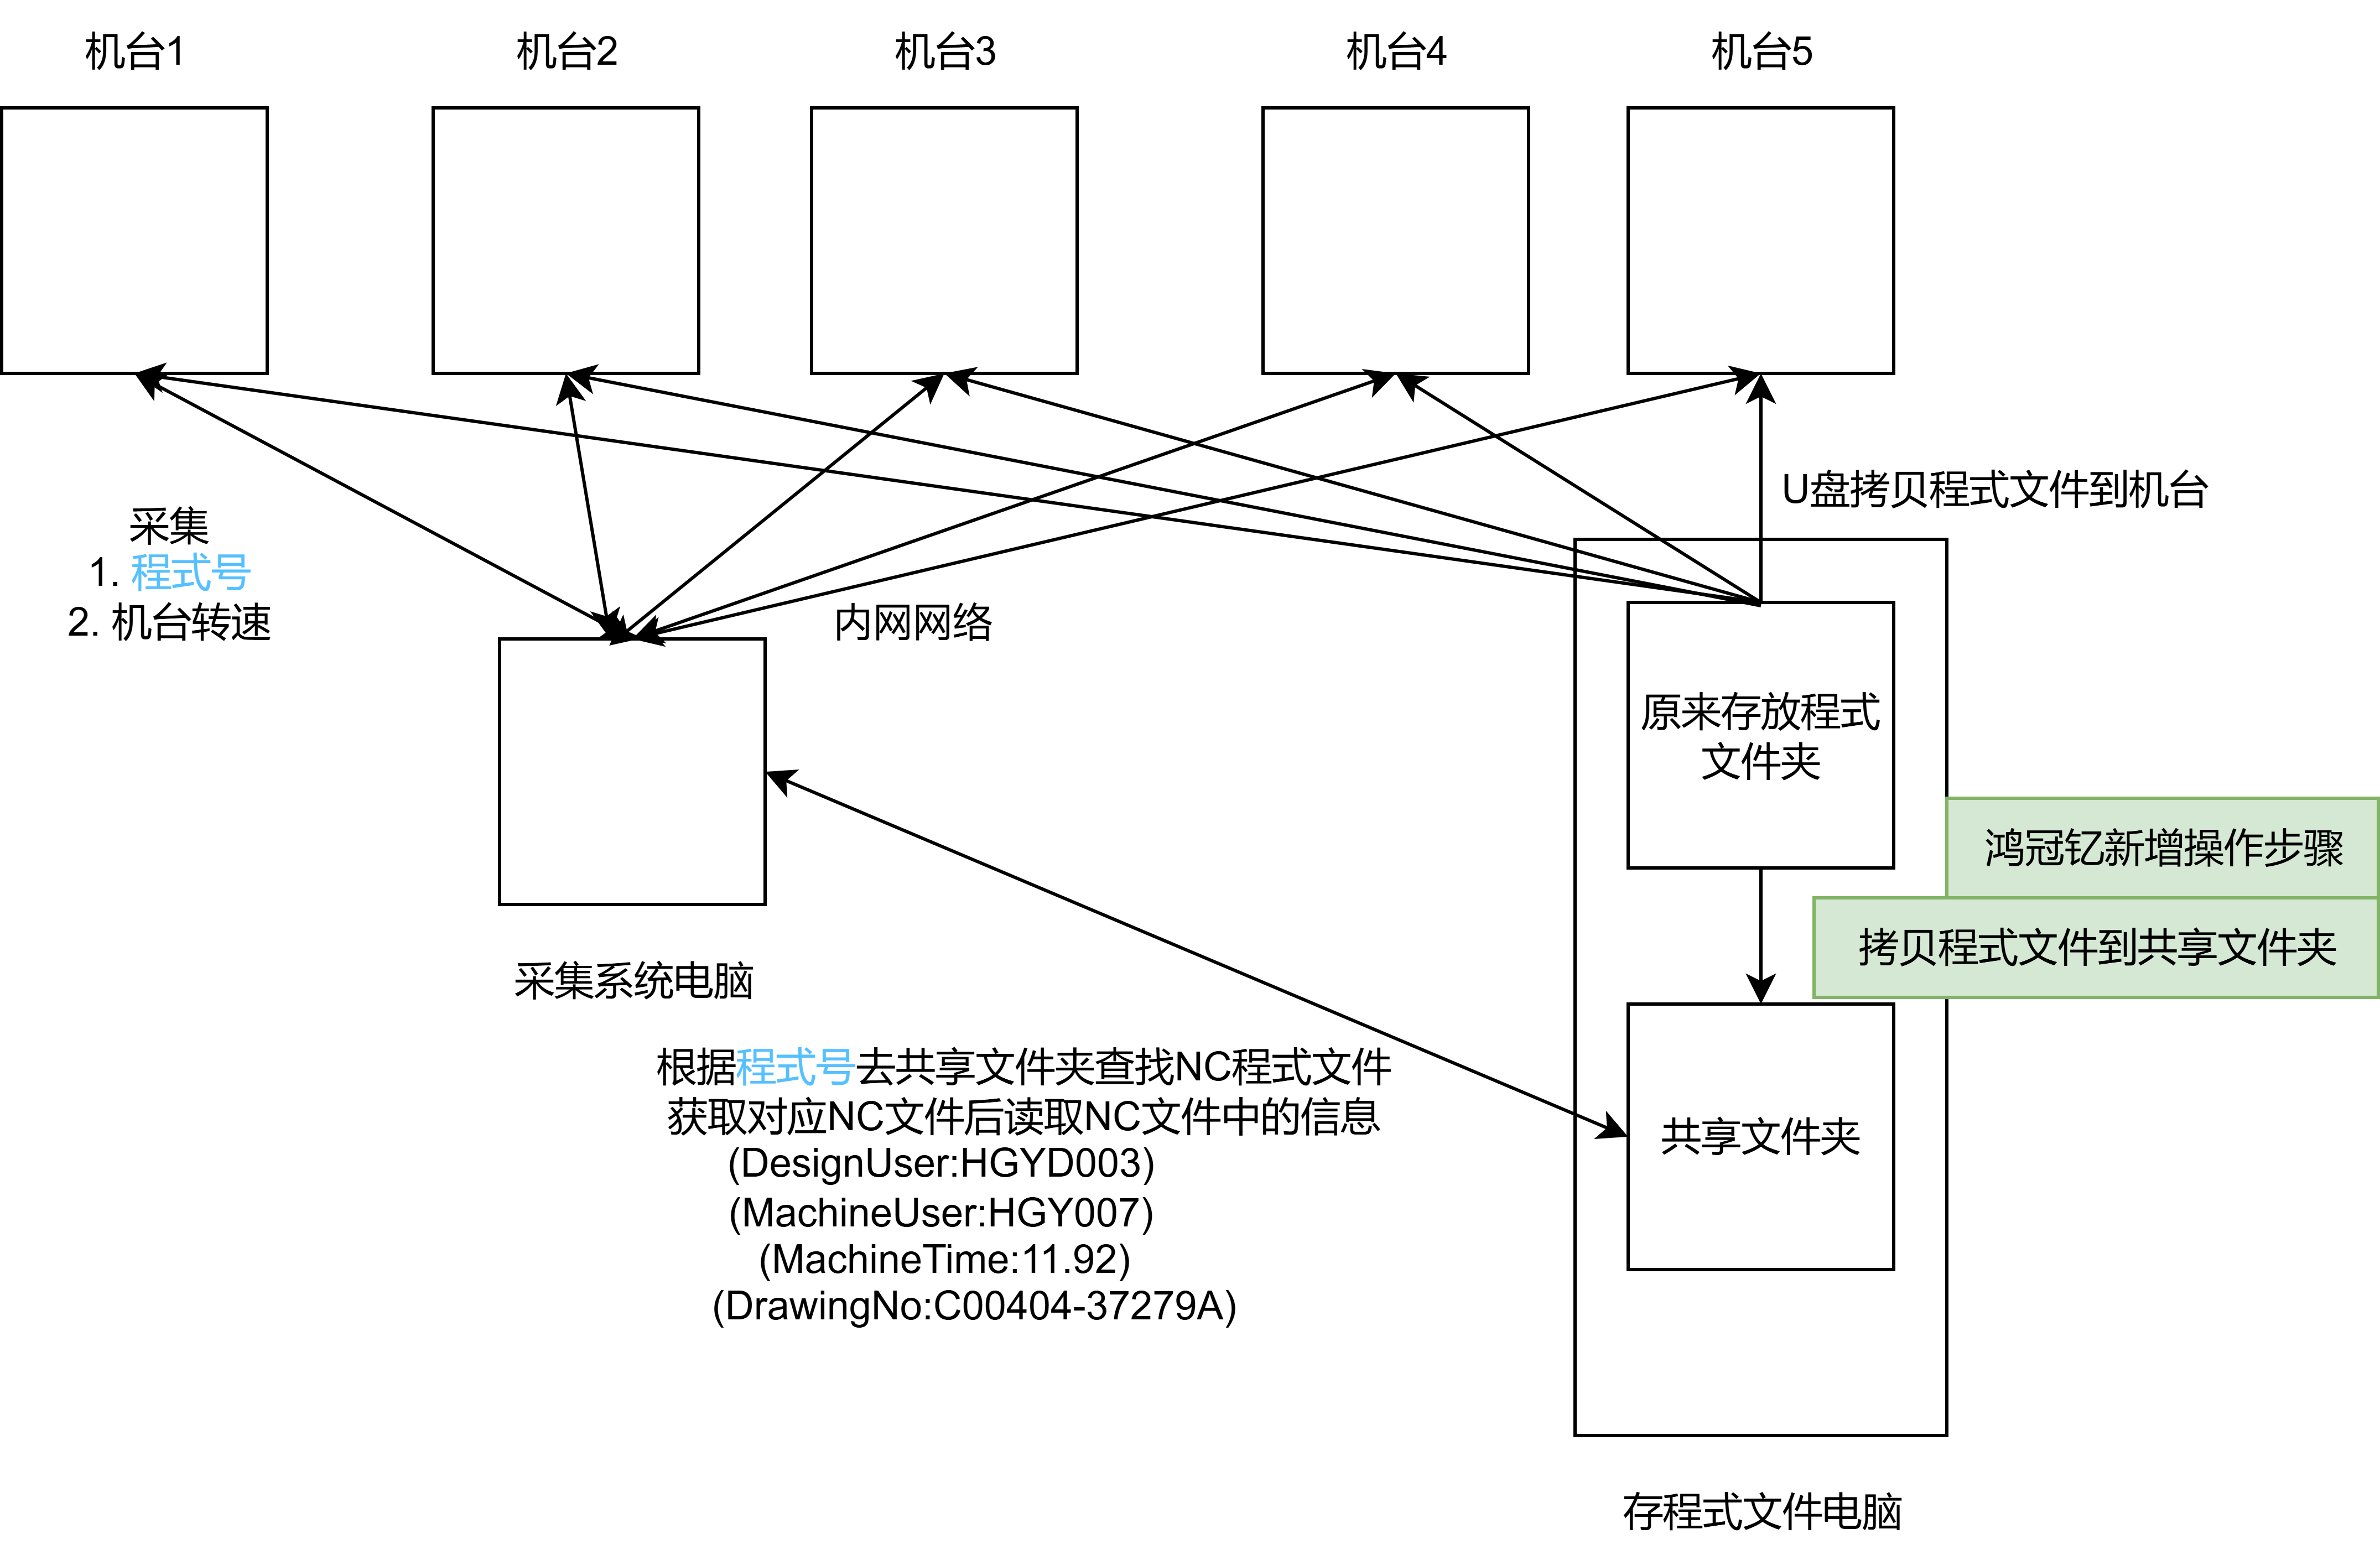 机台1
机台2
机台3
机台4
机台5
U盘拷贝程式文件到机台
采集
1. 程式号
2. 机台转速
内网网络
原来存放程式
文件夹
鸿冠钇新增操作步骤
拷贝程式文件到共享文件夹
采集系统电脑
根据程式号去共享文件夹查找NC程式文件
获取对应NC文件后读取NC文件中的信息
(DesignUser:HGYD003)
(MachineUser:HGY007)
(MachineTime:11.92)
(DrawingNo:C00404-37279A)
共享文件夹
存程式文件电脑